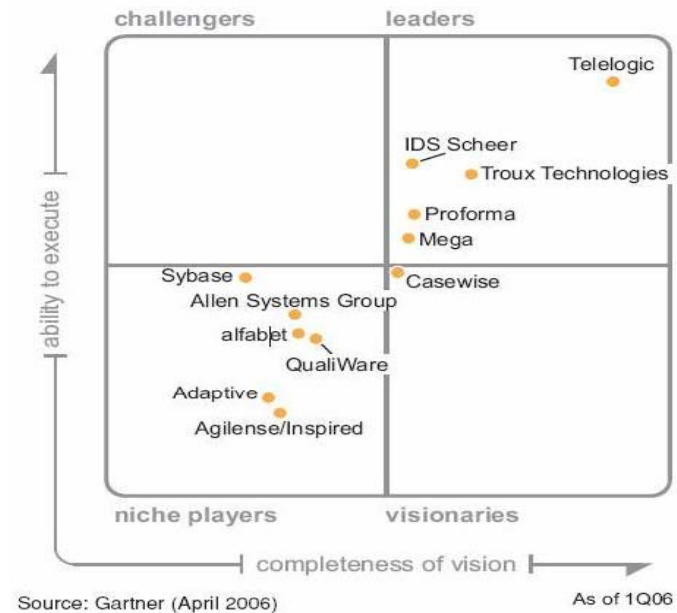 challengers
leaders
Telelogic
IDS Scheer
Troux Technologies
Proforma
Mega
ability to execute
Sybase
Casewise
Allen Systems Group
alfabet
QualiWare
Adaptive
Agilense/Inspired
niche players
visionaries
completeness of vision
Source: Gartner (April 2006)
As of 1Q06